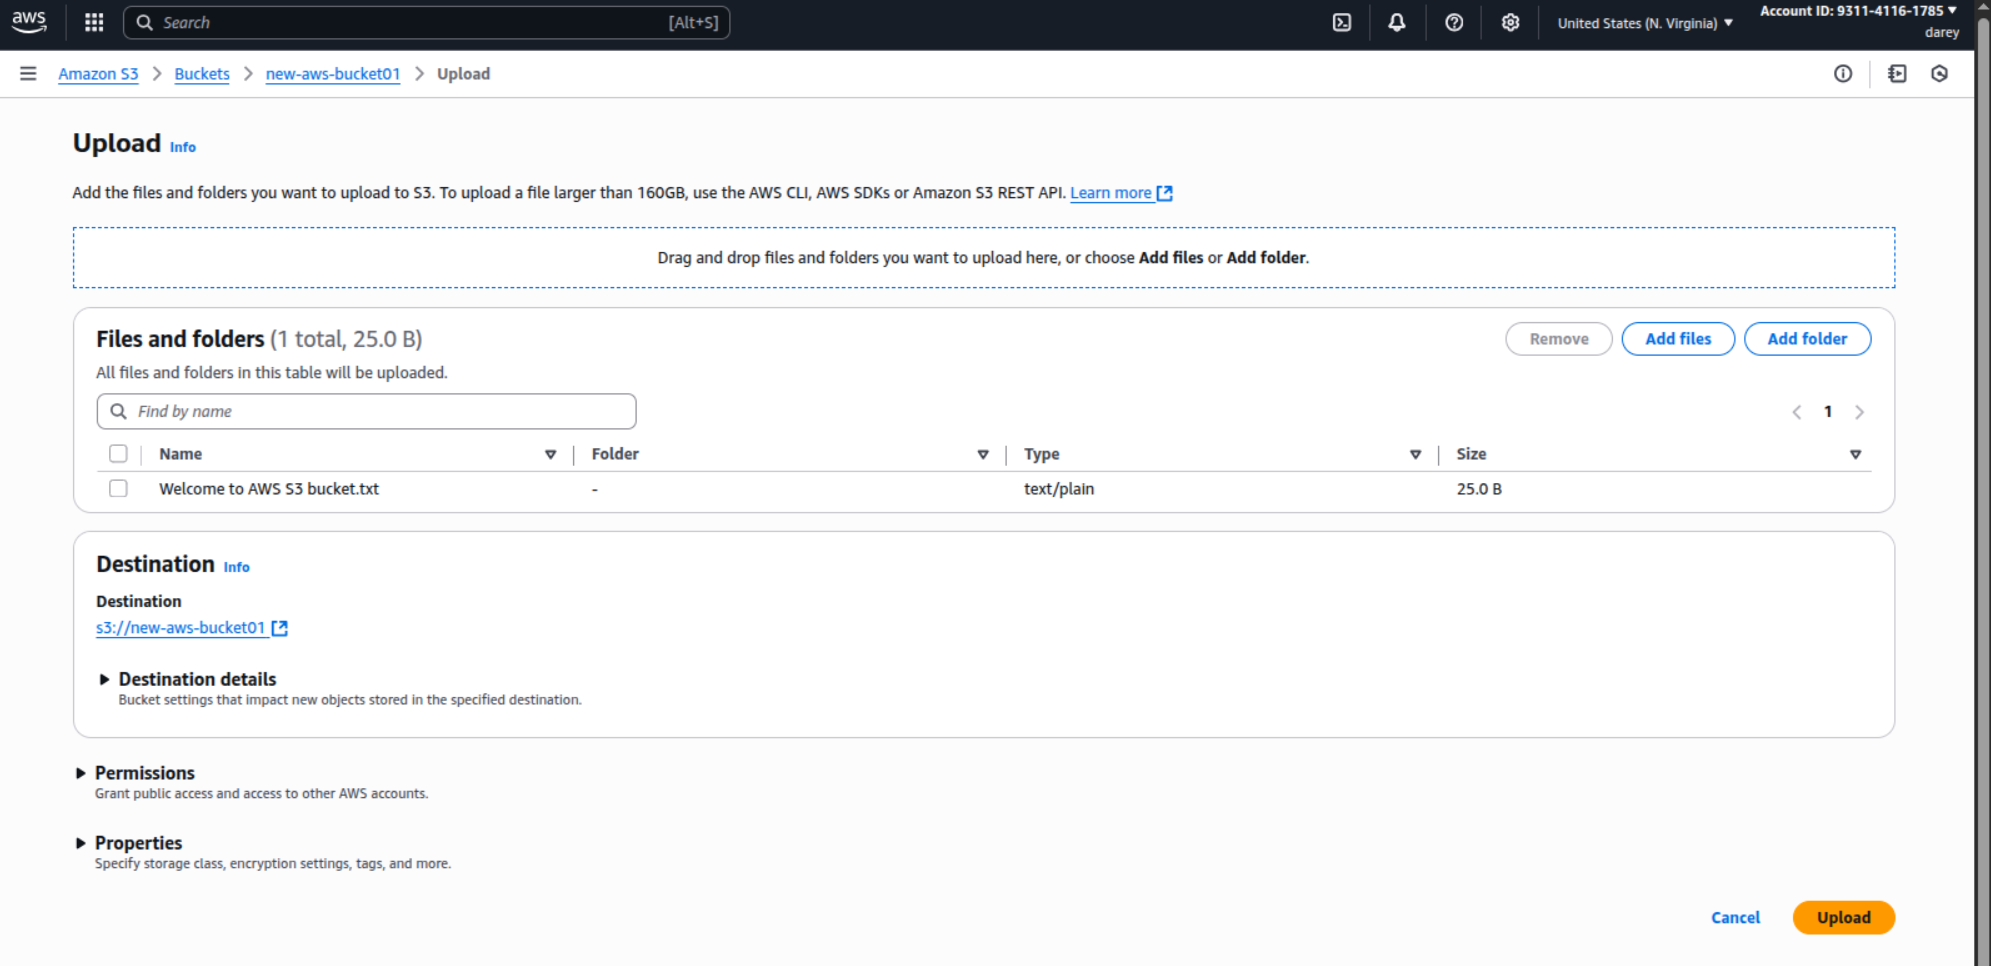 aws Search [Alt+S] United States (N. Virginia) Account ID: 9311-4116-1785
darey
Amazon S3 Buckets new-aws-bucket01 Upload
Upload Info
Add the files and folders you want to upload to S3. To upload a file larger than 160GB, use the AWS CLI, AWS SDKs or Amazon S3 REST API. Learn more
Drag and drop files and folders you want to upload here, or choose Add files or Add folder.
Files and folders (1 total, 25.0 B) Remove Add files Add folder
All files and folders in this table will be uploaded.
Find by name 1
Name Folder Type Size
Welcome to AWS S3 bucket.txt - text/plain 25.0 B
Destination Info
Destination
s3://new-aws-bucket01
Destination details
Bucket settings that impact new objects stored in the specified destination.
Permissions
Grant public access and access to other AWS accounts.
Properties
Specify storage class, encryption settings, tags, and more.
Cancel Upload